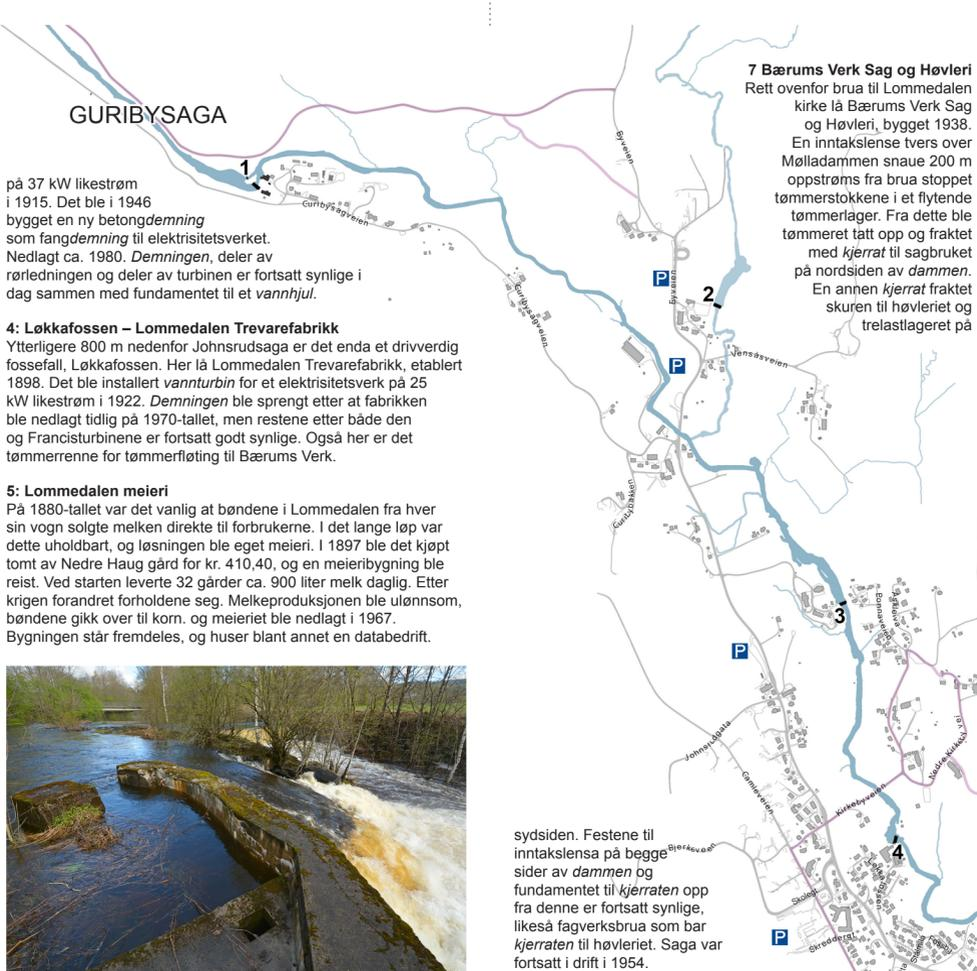 GURIBYSAGA
på 37 kW likestrøm
i 1915. Det ble i 1946
bygget en ny betongdemning
som fangdemning til elektrisitetsverket.
Nedlagt ca. 1980. Demningen, deler av
rørledningen og deler av turbinen er fortsatt synlige i
dag sammen med fundamentet til et vannhjul.
4: Løkkafossen – Lommedalen Trevarefabrikk
Ytterligere 800 m nedenfor Johnsrudsaga er det enda et drivverdig
fossefall, Løkkafossen. Her lå Lommedalen Trevarefabrikk, etablert
1898. Det ble installert vannturbin for et elektrisitetsverk på 25
kW likestrøm i 1922. Demningen ble sprengt etter at fabrikken
ble nedlagt tidlig på 1970-tallet, men restene etter både den
og Francisturbinene er fortsatt godt synlige. Også her er det
tømmerrenne for tømmerfløting til Bærums Verk.
5: Lommedalen meieri
På 1880-tallet var det vanlig at bøndene i Lommedalen fra hver
sin vogn solgte melken direkte til forbrukerne. I det lange løp var
dette uholdbart, og løsningen ble eget meieri. I 1897 ble det kjøpt
tomt av Nedre Haug gård for kr. 410,40, og en meieribygning ble
reist. Ved starten leverte 32 gårder ca. 900 liter melk daglig. Etter
krigen forandret forholdene seg. Melkeproduksjonen ble ulønnsom,
bøndene gikk over til korn. og meieriet ble nedlagt i 1967.
Bygningen står fremdeles, og huser blant annet en databedrift.
7 Bærums Verk Sag og Høvleri
Rett ovenfor brua til Lommedalen
kirke lå Bærums Verk Sag
og Høvleri, bygget 1938.
En inntakslense tvers over
Mølladammen snaue 200 m
oppstrøms fra brua stoppet
tømmerstokkene i et flytende
tømmerlager. Fra dette ble
tømmeret tatt opp og fraktet
med kjerrat til sagbruket
på nordsiden av dammen.
En annen kjerrat fraktet
skuren til høvleriet og
trelastlageret på
sydsiden. Festene til
inntakslensa på begge
sider av dammen og
fundamentet til kjerraten opp
fra denne er fortsatt synlige,
likeså fagverksbrua som bar
kjerraten til høvleriet. Saga var
fortsatt i drift i 1954.
1
Guribysagveien
Guribysagveien
Byveien
Byveien
P
2
P
Vensåsveien
Guribybakken
3
Ponnaveien
P
Johnsrudgata
Gamleveien
Kirkebyveien
Nedre Kirkeby vei
4
Bjerksveien
Skolegt
Skreddergt
P